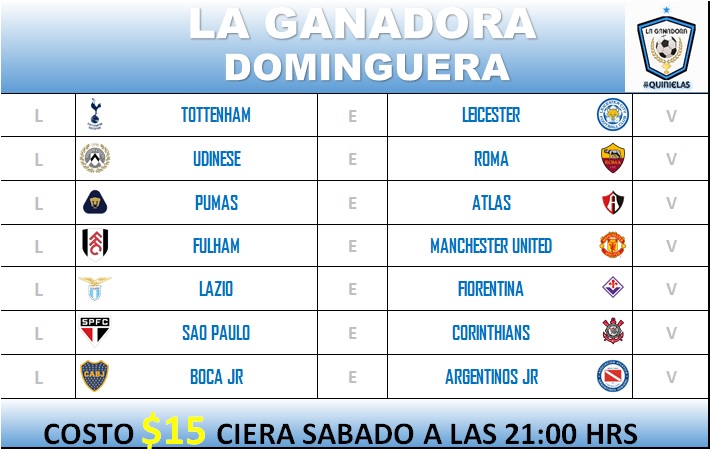 LA GANADORA
DOMINGUERA
LA GANADORA
#QUINIELAS
L TOTTENHAM E LEICESTER V
L UDINESE E ROMA V
L PUMAS E ATLAS V
L FULHAM E MANCHESTER UNITED V
L LAZIO E FIORENTINA V
L SPFC SAO PAULO E CORINTHIANS V
L CABJ BOCA JR E ARGENTINOS JR V
COSTO $15 CIERA SABADO A LAS 21:00 HRS